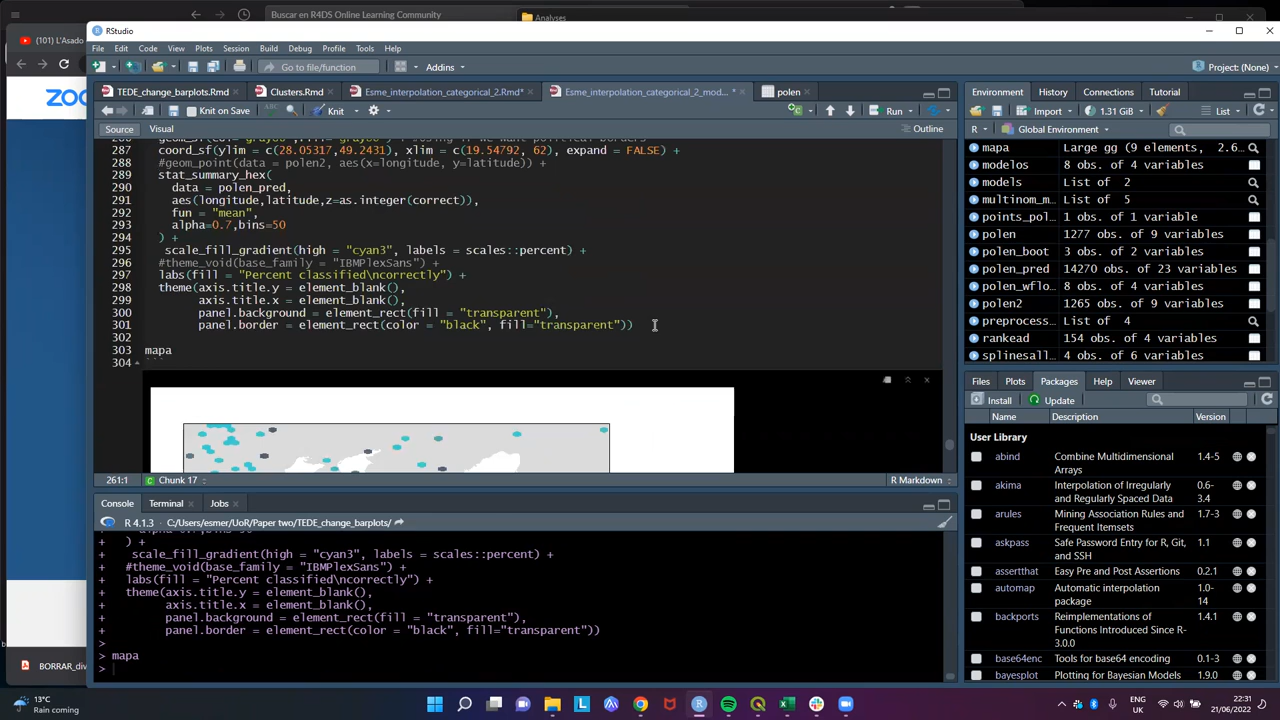 Buscar en R4DS Online Learning Community
Analyses
(101) L'Asado
RStudio
File Edit Code View Plots Session Build Debug Profile Tools Help
Go to file/function
Addins
Project: (None)
TEDE_change_barplots.Rmd
Clusters.Rmd
Esme_interpolation_categorical_2.Rmd*
Esme_interpolation_categorical_2_mod... *
polen
Knit on Save
Knit
Run
Source Visual
Outline
287 coord_sf(ylim = c(28.05317,49.2431), xlim = c(19.54792, 62), expand = FALSE) +
288 #geom_point(data = polen2, aes(x=longitude, y=latitude)) +
289 stat_summary_hex(
290 data = polen_pred,
291 aes(longitude,latitude,z=as.integer(correct)),
292 fun = "mean",
293 alpha=0.7,bins=50
294 ) +
295 scale_fill_gradient(high = "cyan3", labels = scales::percent) +
296 #theme_void(base_family = "IBMPlexSans") +
297 labs(fill = "Percent classified\ncorrectly") +
298 theme(axis.title.y = element_blank(),
299 axis.title.x = element_blank(),
300 panel.background = element_rect(fill = "transparent"),
301 panel.border = element_rect(color = "black", fill="transparent"))
302
303 mapa
304 ```
261:1 Chunk 17
R Markdown
Console Terminal Jobs
R 4.1.3 · C:/Users/esmer/UoR/Paper two/TEDE_change_barplots/
+ ) +
+ scale_fill_gradient(high = "cyan3", labels = scales::percent) +
+ #theme_void(base_family = "IBMPlexSans") +
+ labs(fill = "Percent classified\ncorrectly") +
+ theme(axis.title.y = element_blank(),
+ axis.title.x = element_blank(),
+ panel.background = element_rect(fill = "transparent"),
+ panel.border = element_rect(color = "black", fill="transparent"))
>
> mapa
>
Environment History Connections Tutorial
Import
1.31 GiB
List
R
Global Environment
mapa Large gg (9 elements, 2.6…
modelos 8 obs. of 4 variables
models List of 2
multinom_m… List of 5
points_pol… 1 obs. of 1 variable
polen 1277 obs. of 9 variables
polen_boot 3 obs. of 2 variables
polen_pred 14270 obs. of 23 variables
polen_wflo… 8 obs. of 4 variables
polen2 1265 obs. of 9 variables
preprocess… List of 4
rankead 154 obs. of 4 variables
splinesall… 4 obs. of 6 variables
Files Plots Packages Help Viewer
Install Update
Name Description Version
User Library
abind Combine Multidimensional Arrays 1.4-5
akima Interpolation of Irregularly and Regularly Spaced Data 0.6-3.4
arules Mining Association Rules and Frequent Itemsets 1.7-3
askpass Safe Password Entry for R, Git, and SSH 1.1
assertthat Easy Pre and Post Assertions 0.2.1
automap Automatic interpolation package 1.0-14
backports Reimplementations of Functions Introduced Since R-3.0.0 1.4.1
base64enc Tools for base64 encoding 0.1-3
bayesplot Plotting for Bayesian Models 1.9.0
BORRAR_div
13°C
Rain coming
ENG
UK
22:31
21/06/2022